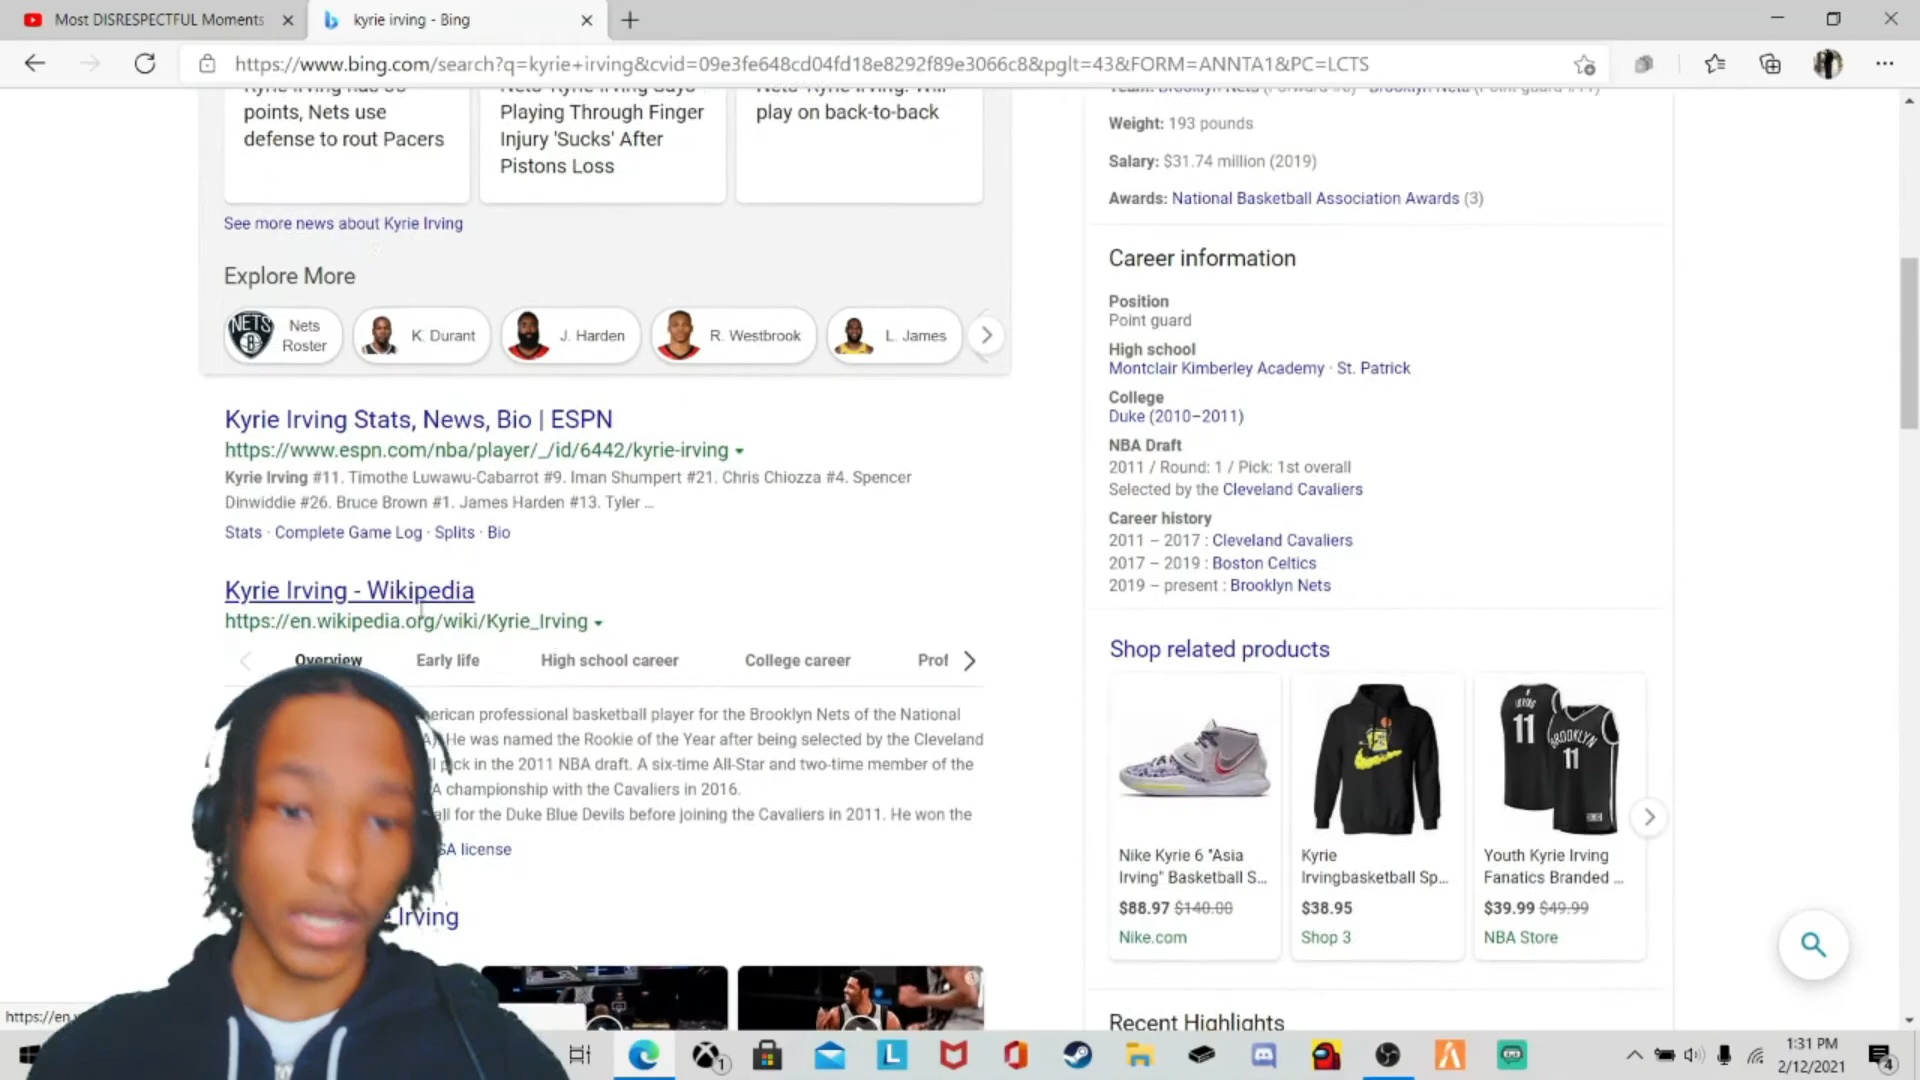 Most DISRESPECTFUL Moments
kyrie irving - Bing
https://www.bing.com/search?q=kyrie+irving&cvid=09e3fe648cd04fd18e8292f89e3066c8&pglt=43&FORM=ANNTA1&PC=LCTS
points, Nets use
defense to rout Pacers
Playing Through Finger
Injury 'Sucks' After
Pistons Loss
play on back-to-back
See more news about Kyrie Irving
Explore More
NETS
Nets
Roster
K. Durant
J. Harden
R. Westbrook
L. James
Kyrie Irving Stats, News, Bio | ESPN
https://www.espn.com/nba/player/_/id/6442/kyrie-irving
Kyrie Irving #11. Timothe Luwawu-Cabarrot #9. Iman Shumpert #21. Chris Chiozza #4. Spencer
Dinwiddie #26. Bruce Brown #1. James Harden #13. Tyler ...
Stats · Complete Game Log · Splits · Bio
Kyrie Irving - Wikipedia
https://en.wikipedia.org/wiki/Kyrie_Irving
Overview Early life High school career College career Prof
erican professional basketball player for the Brooklyn Nets of the National
A). He was named the Rookie of the Year after being selected by the Cleveland
ll pick in the 2011 NBA draft. A six-time All-Star and two-time member of the
A championship with the Cavaliers in 2016.
all for the Duke Blue Devils before joining the Cavaliers in 2011. He won the
SA license
e Irving
https://en.
Weight: 193 pounds
Salary: $31.74 million (2019)
Awards: National Basketball Association Awards (3)
Career information
Position
Point guard
High school
Montclair Kimberley Academy · St. Patrick
College
Duke (2010–2011)
NBA Draft
2011 / Round: 1 / Pick: 1st overall
Selected by the Cleveland Cavaliers
Career history
2011 – 2017 : Cleveland Cavaliers
2017 – 2019 : Boston Celtics
2019 – present : Brooklyn Nets
Shop related products
IRVING
11
BROOKLYN
11
Nike Kyrie 6 "Asia
Irving" Basketball S...
$88.97 $140.00
Nike.com
Kyrie
Irvingbasketball Sp...
$38.95
Shop 3
Youth Kyrie Irving
Fanatics Branded ...
$39.99 $49.99
NBA Store
Recent Highlights
1
L
1:31 PM
2/12/2021
4